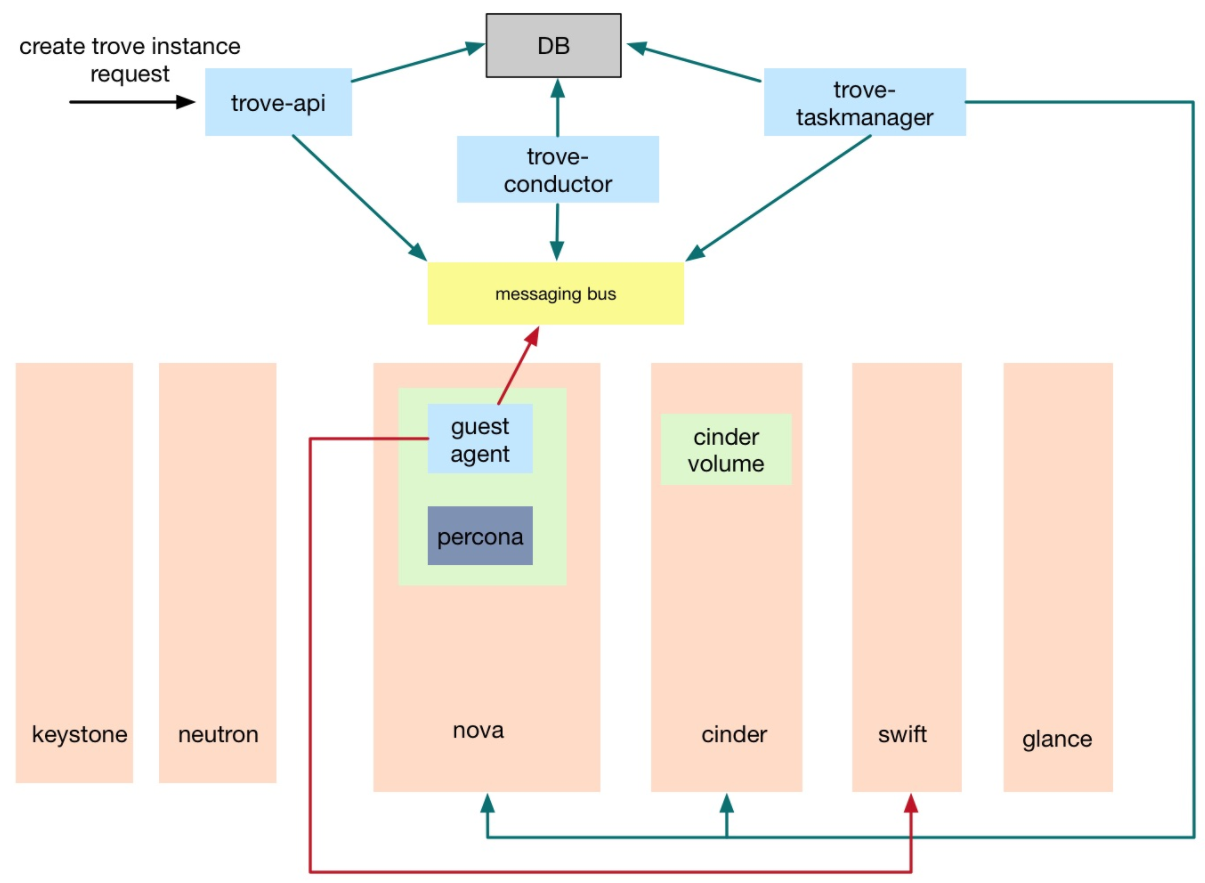 create trove instance
request
DB
trove-api
trove-
taskmanager
trove-
conductor
messaging bus
guest
agent
cinder
volume
percona
keystone
neutron
nova
cinder
swift
glance